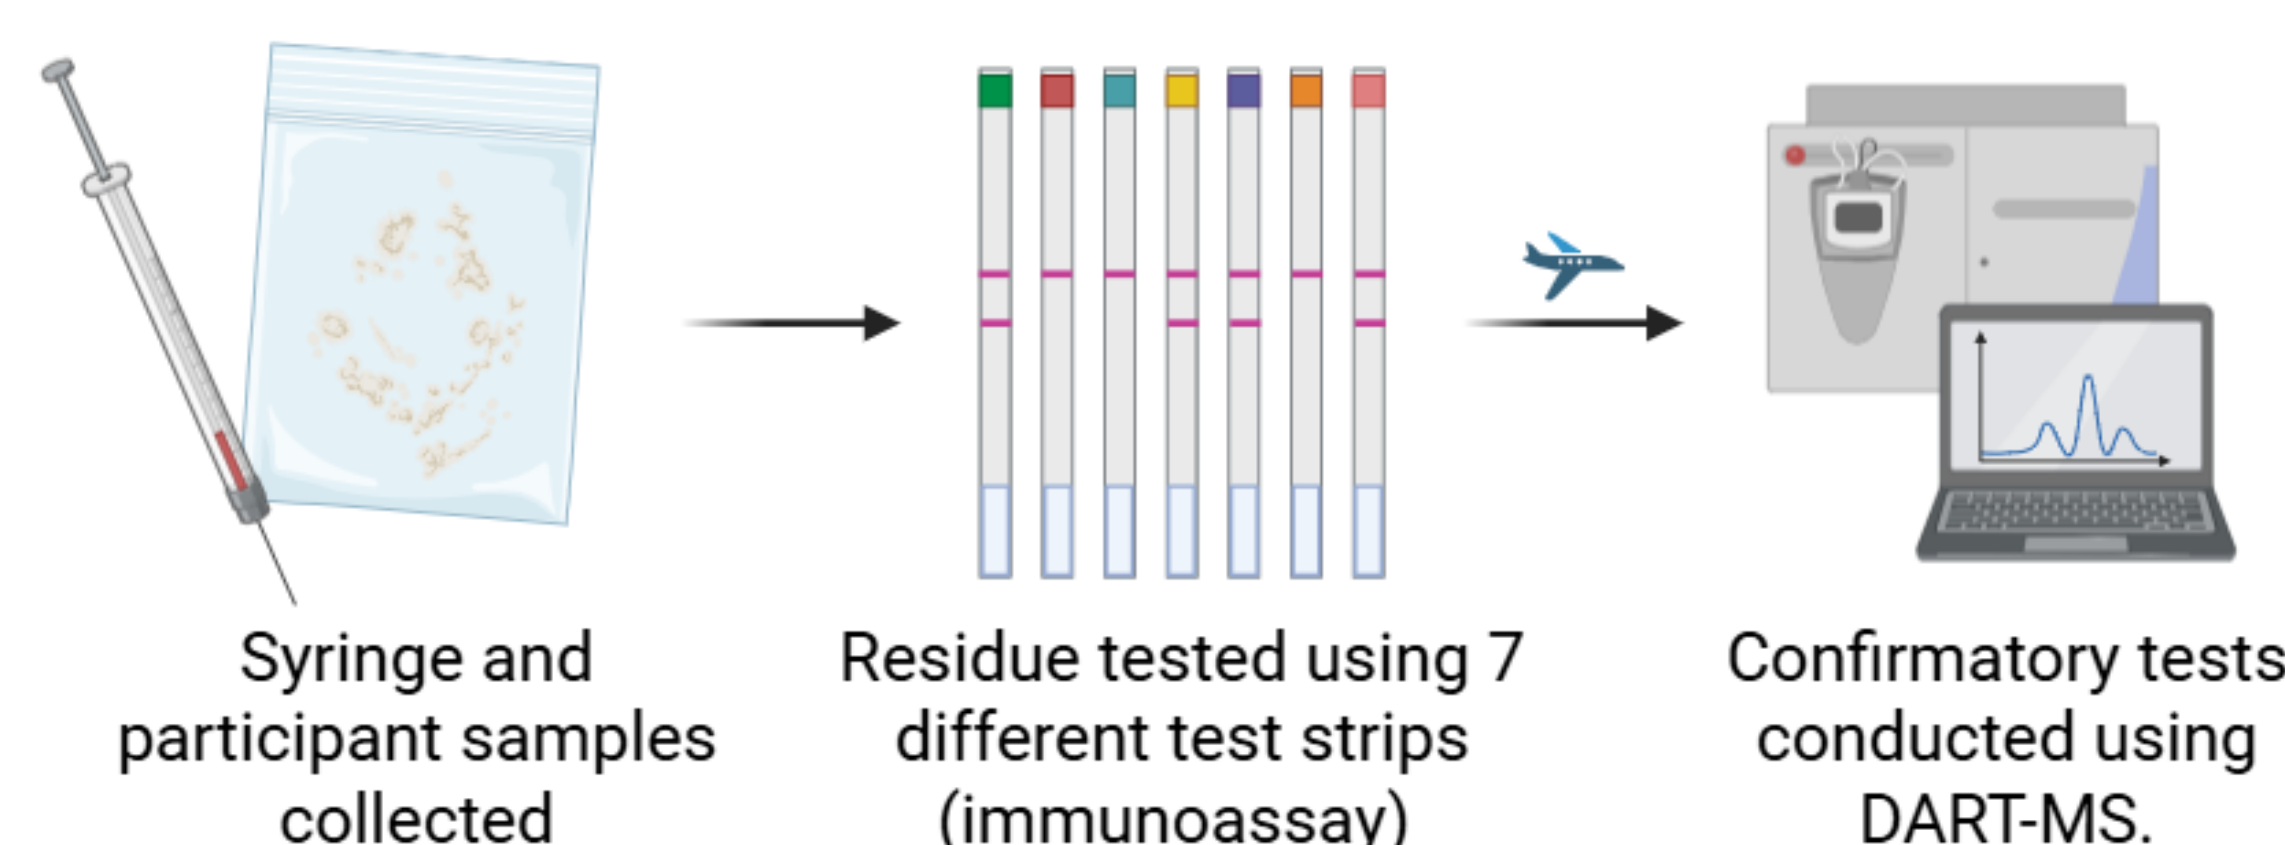 Syringe and
participant samples
collected
Residue tested using 7
different test strips
(immunoassay)
Confirmatory tests
conducted using
DART-MS.